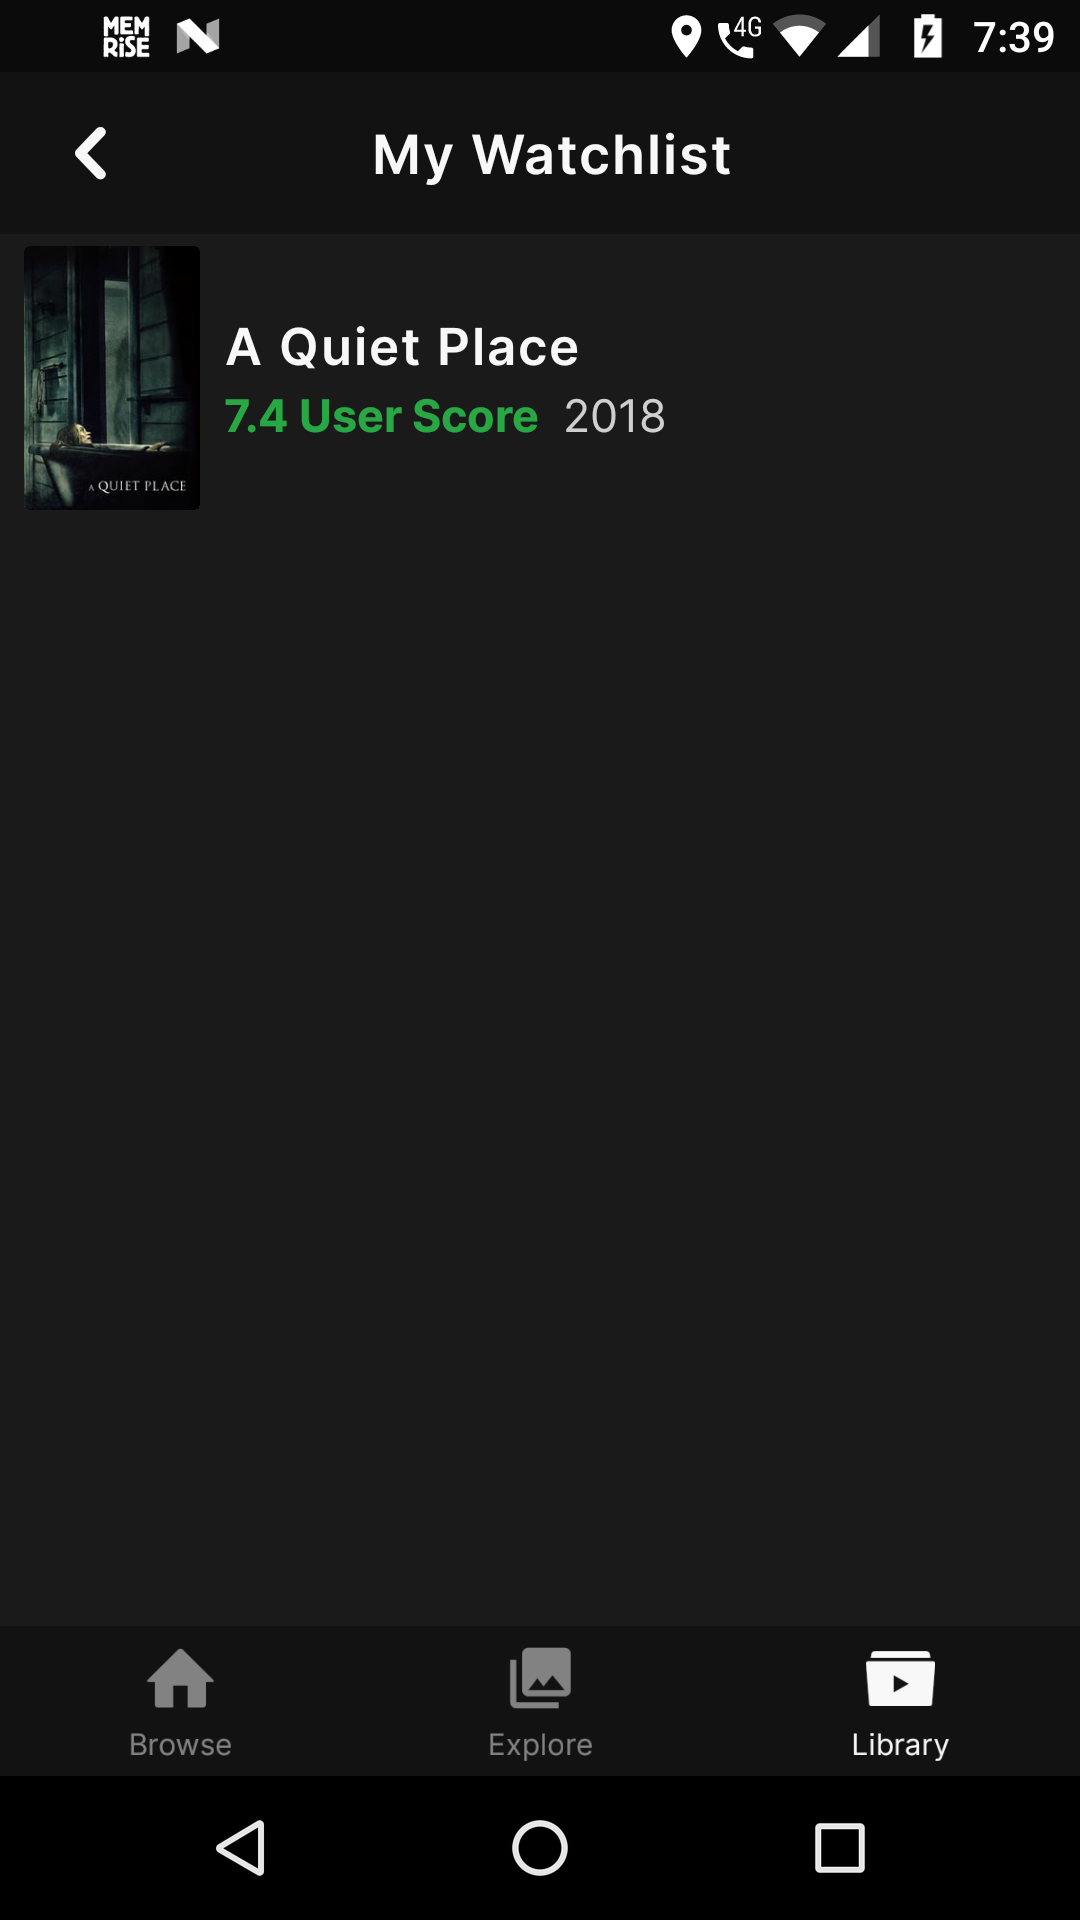 MEM
RiSE
4G
7:39
My Watchlist
A QUIET PLACE
A Quiet Place
7.4 User Score 2018
Browse
Explore
Library